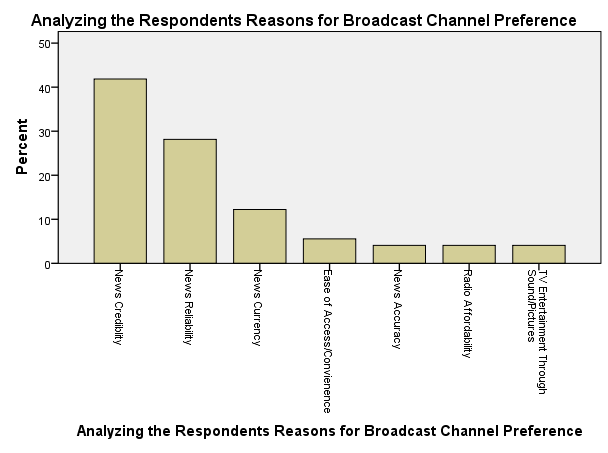 Analyzing the Respondents Reasons for Broadcast Channel Preference
50
40
30
20
10
0
Percent
News Crediblty
News Reliability
News Currency
Ease of Access/Convienence
News Accuracy
Radio Affordability
TV Entertainment Through
Sound/Pictures
Analyzing the Respondents Reasons for Broadcast Channel Preference